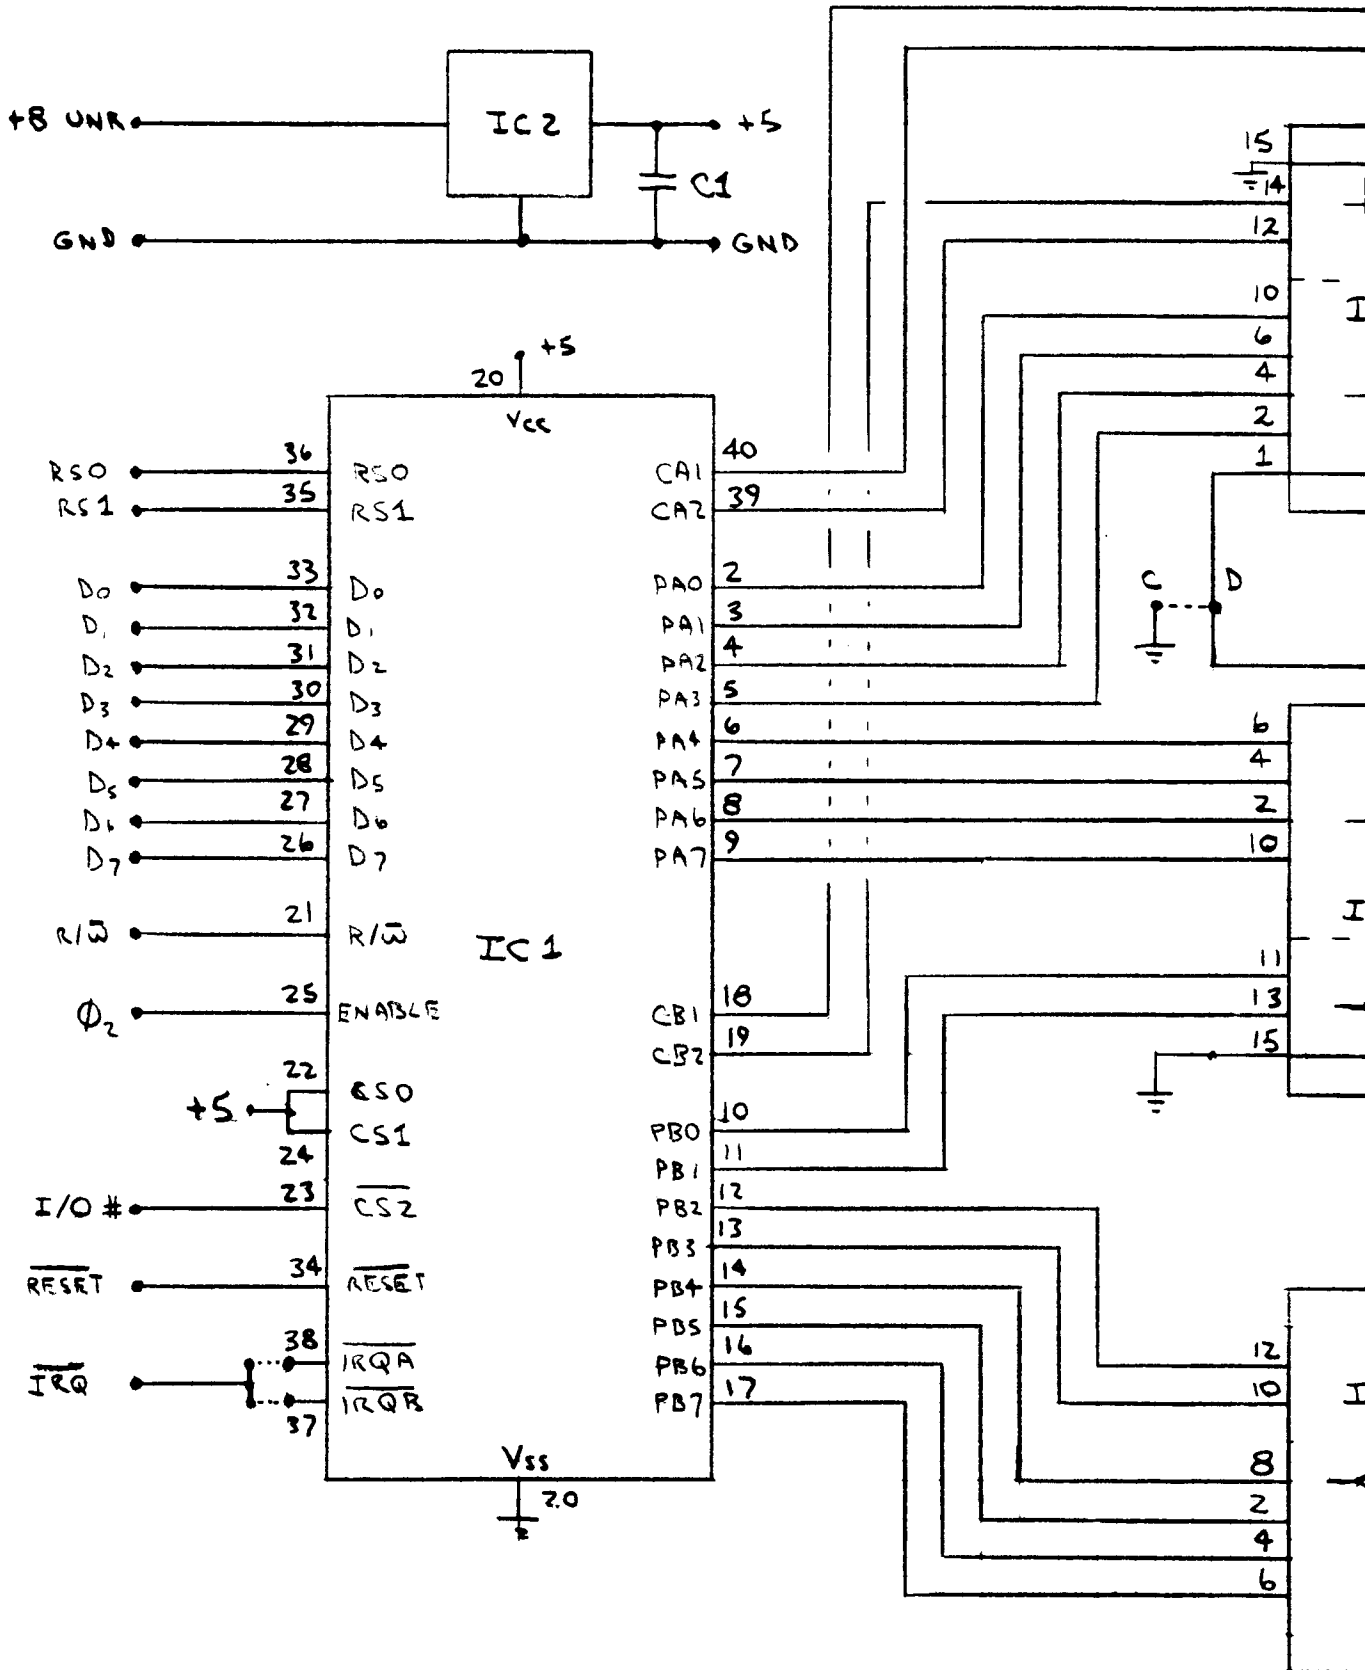 +8 UNR
IC2
+5
C1
GND
GND
+5
20
Vcc
36 RS0
RS0
35 RS1
RS1
33 D0
D0
32 D1
D1
31 D2
D2
30 D3
D3
29 D4
D4
28 D5
D5
27 D6
D6
26 D7
D7
21 R/W̅
R/W̅
IC1
25 ENABLE
Φ2
22 CS0
+5
CS1
24
23 C̅S̅2̅
I/O #
34 R̅E̅S̅E̅T̅
R̅E̅S̅E̅T̅
38 I̅R̅Q̅A̅
I̅R̅Q̅
I̅R̅Q̅B̅
37
Vss
20
CA1 40
CA2 39
PA0 2
PA1 3
PA2 4
PA3 5
PA4 6
PA5 7
PA6 8
PA7 9
CB1 18
CB2 19
PB0 10
PB1 11
PB2 12
PB3 13
PB4 14
PB5 15
PB6 16
PB7 17
15
14
12
10
I
6
4
2
1
C D
6
4
2
10
I
11
13
15
12
10
I
8
2
4
6